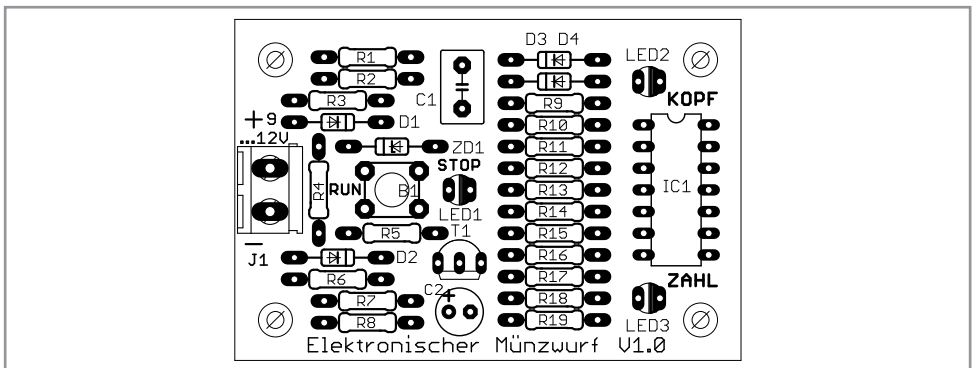 R1
R2
R3
+ 9
...12V
D1
C1
ZD1
STOP
R4
RUN
B1
LED1
T1
R5
–
J1
D2
R6
C2 +
R7
R8
D3 D4
R9
R10
R11
R12
R13
R14
R15
R16
R17
R18
R19
LED2
KOPF
IC1
ZAHL
LED3
Elektronischer Münzwurf V1.0